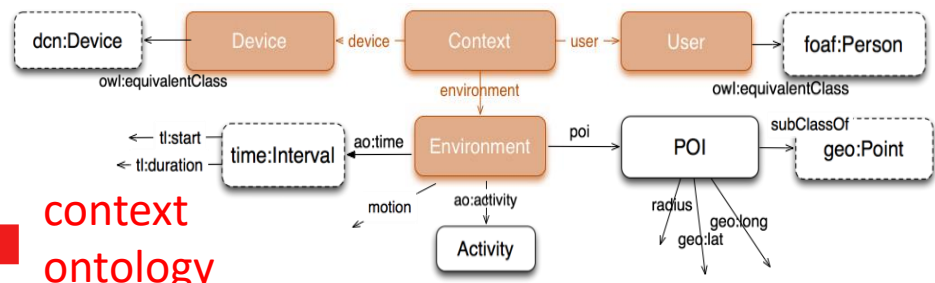 dcn:Device
Device
device
Context
user
User
foaf:Person
owl:equivalentClass
owl:equivalentClass
environment
tl:start
tl:duration
time:Interval
ao:time
Environment
poi
POI
subClassOf
geo:Point
motion
ao:activity
Activity
radius
geo:lat
geo:long
context
ontology